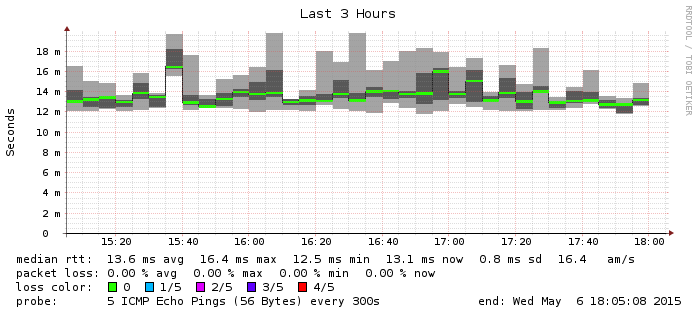 Last 3 Hours
RRDTOOL / TOBI OETIKER
Seconds
18 m
16 m
14 m
12 m
10 m
8 m
6 m
4 m
2 m
0
15:20 15:40 16:00 16:20 16:40 17:00 17:20 17:40 18:00
median rtt: 13.6 ms avg 16.4 ms max 12.5 ms min 13.1 ms now 0.8 ms sd 16.4 am/s
packet loss: 0.00 % avg 0.00 % max 0.00 % min 0.00 % now
loss color: 0 1/5 2/5 3/5 4/5
probe: 5 ICMP Echo Pings (56 Bytes) every 300s end: Wed May 6 18:05:08 2015